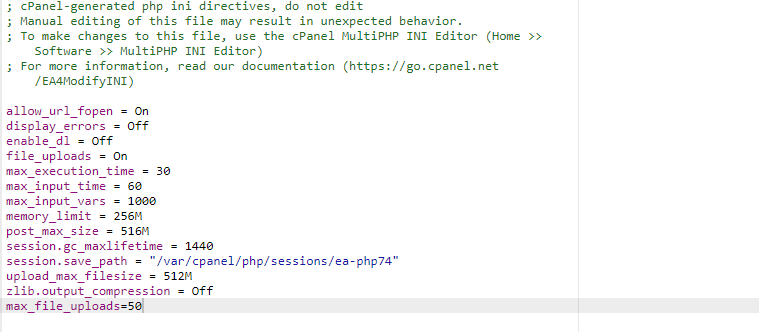 ; cPanel-generated php ini directives, do not edit
; Manual editing of this file may result in unexpected behavior.
; To make changes to this file, use the cPanel MultiPHP INI Editor (Home >>
Software >> MultiPHP INI Editor)
; For more information, read our documentation (https://go.cpanel.net
/EA4ModifyINI)
allow_url_fopen = On
display_errors = Off
enable_dl = Off
file_uploads = On
max_execution_time = 30
max_input_time = 60
max_input_vars = 1000
memory_limit = 256M
post_max_size = 516M
session.gc_maxlifetime = 1440
session.save_path = "/var/cpanel/php/sessions/ea-php74"
upload_max_filesize = 512M
zlib.output_compression = Off
max_file_uploads=50